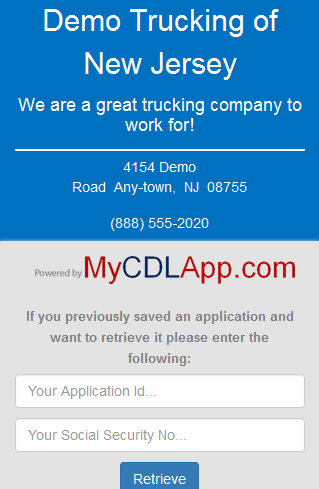 Demo Trucking of
New Jersey
We are a great trucking company to
work for!
4154 Demo
Road Any-town, NJ 08755
(888) 555-2020
Powered by MyCDLApp.com
If you previously saved an application and
want to retrieve it please enter the
following:
Your Application Id...
Your Social Security No...
Retrieve